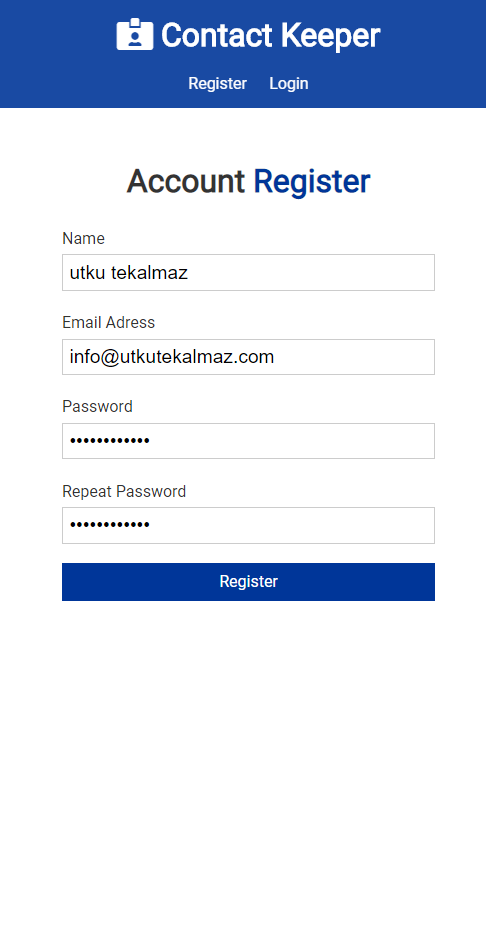 Contact Keeper
Register Login
Account Register
Name
utku tekalmaz
Email Adress
info@utkutekalmaz.com
Password
••••••••••••
Repeat Password
••••••••••••
Register